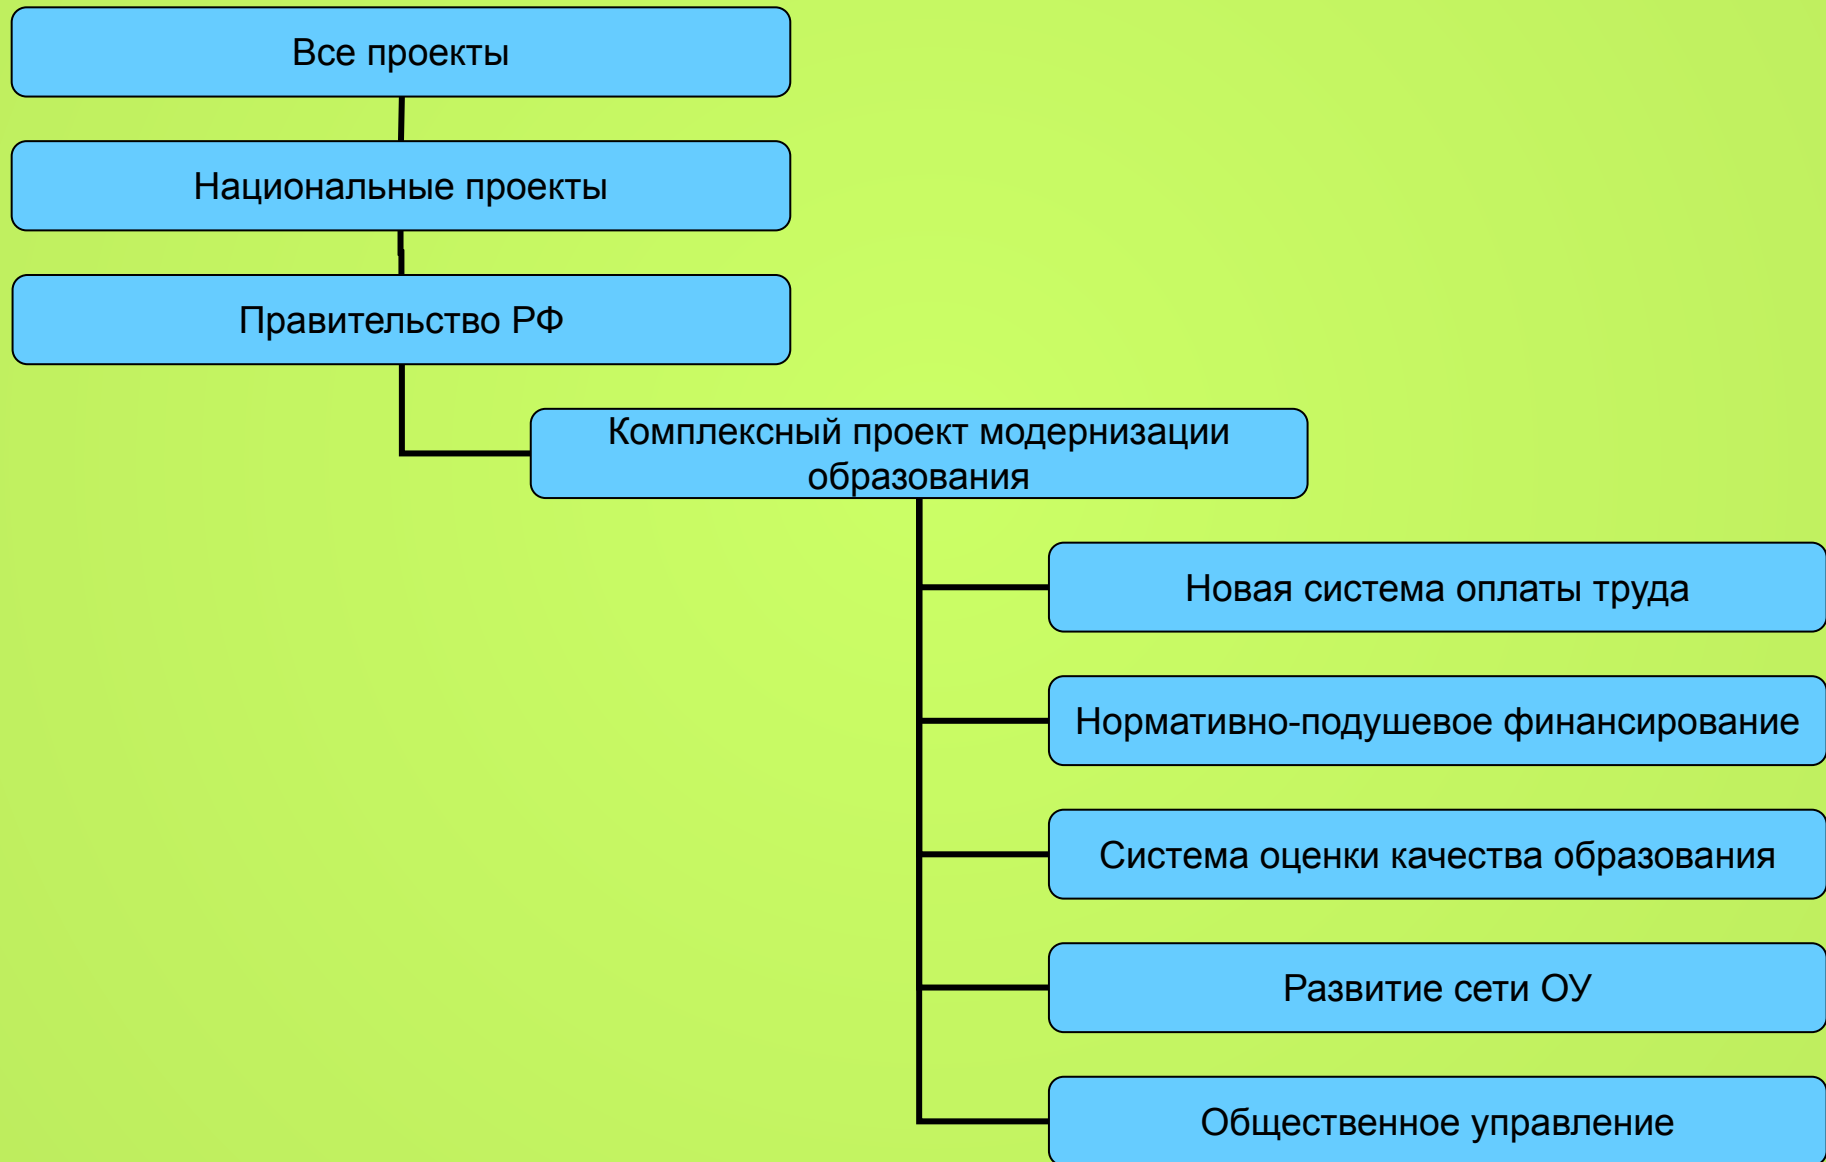 Все проекты
Национальные проекты
Правительство РФ
Комплексный проект модернизации
образования
Новая система оплаты труда
Нормативно-подушевое финансирование
Система оценки качества образования
Развитие сети ОУ
Общественное управление